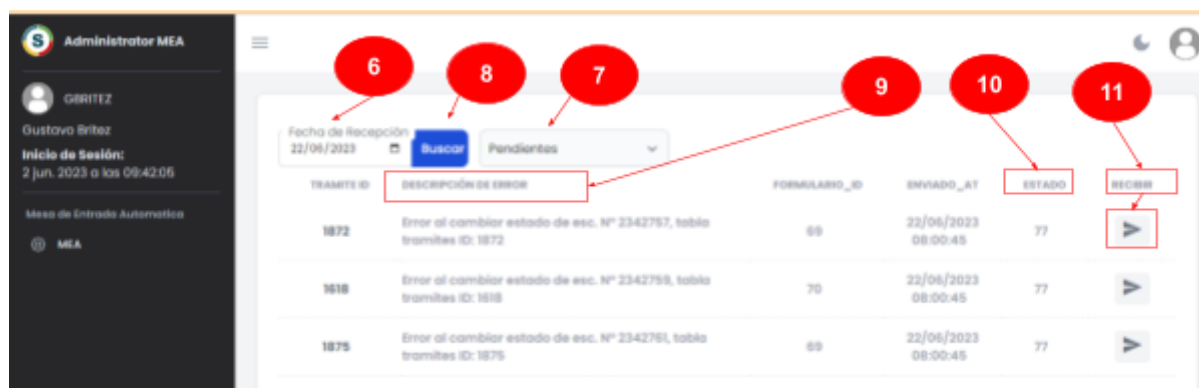 Administrator MEA
GBRITEZ
Gustavo Britez
Inicio de Sesión:
2 jun. 2023 a las 09:42:05
Mesa de Entrada Automatica
MEA
6
8
7
9
10
11
Fecha de Recepción
22/06/2023
Buscar
Pendientes
TRAMITE ID DESCRIPCIÓN DE ERROR FORMULARIO_ID ENVIADO_AT ESTADO RECIBIR
1872 Error al cambiar estado de esc. Nº 2342757, tabla tramites ID: 1872 69 22/06/2023 08:00:45 77
1618 Error al cambiar estado de esc. Nº 2342759, tabla tramites ID: 1618 70 22/06/2023 08:00:45 77
1875 Error al cambiar estado de esc. Nº 2342761, tabla tramites ID: 1875 69 22/06/2023 08:00:45 77